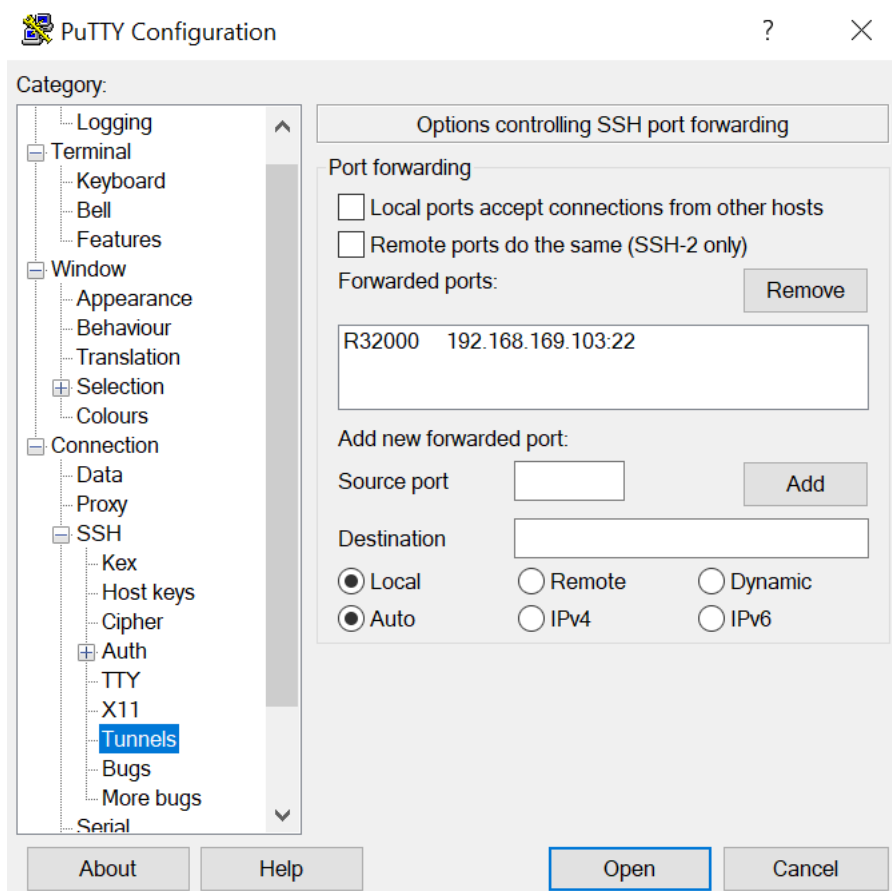 PuTTY Configuration
?
Category:
Logging
Terminal
Keyboard
Bell
Features
Window
Appearance
Behaviour
Translation
Selection
Colours
Connection
Data
Proxy
SSH
Kex
Host keys
Cipher
Auth
TTY
X11
Tunnels
Bugs
More bugs
Serial
Options controlling SSH port forwarding
Port forwarding
Local ports accept connections from other hosts
Remote ports do the same (SSH-2 only)
Forwarded ports:
Remove
R32000 192.168.169.103:22
Add new forwarded port:
Source port
Add
Destination
Local Remote Dynamic
Auto IPv4 IPv6
About Help Open Cancel